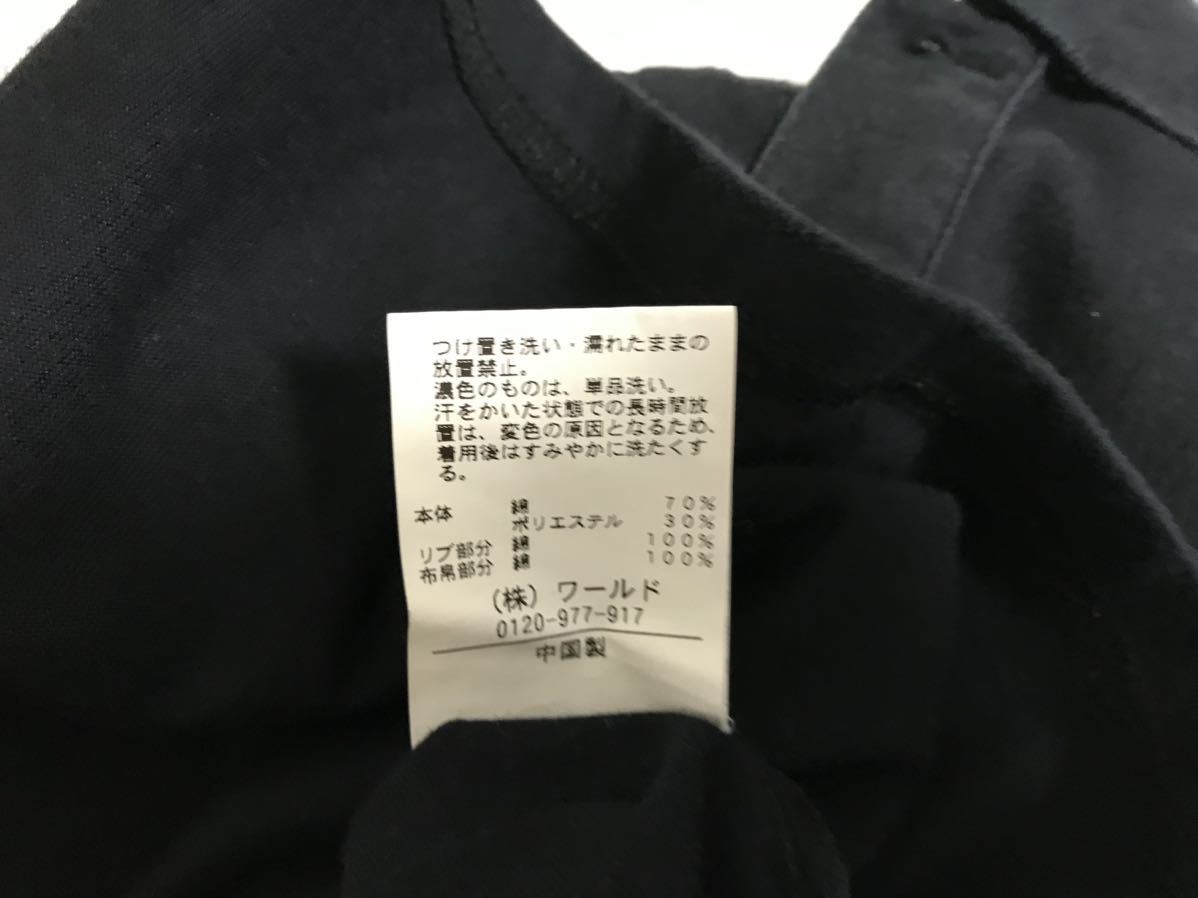 つけ置き洗い・濡れたままの
放置禁止。
濃色のものは、単品洗い。
汗をかいた状態での長時間放
置は、変色の原因となるため、
着用後はすみやかに洗たくす
る。
本体 綿 70%
ポリエステル 30%
リブ部分 綿 100%
布帛部分 綿 100%
(株) ワールド
0120-977-917
中国製